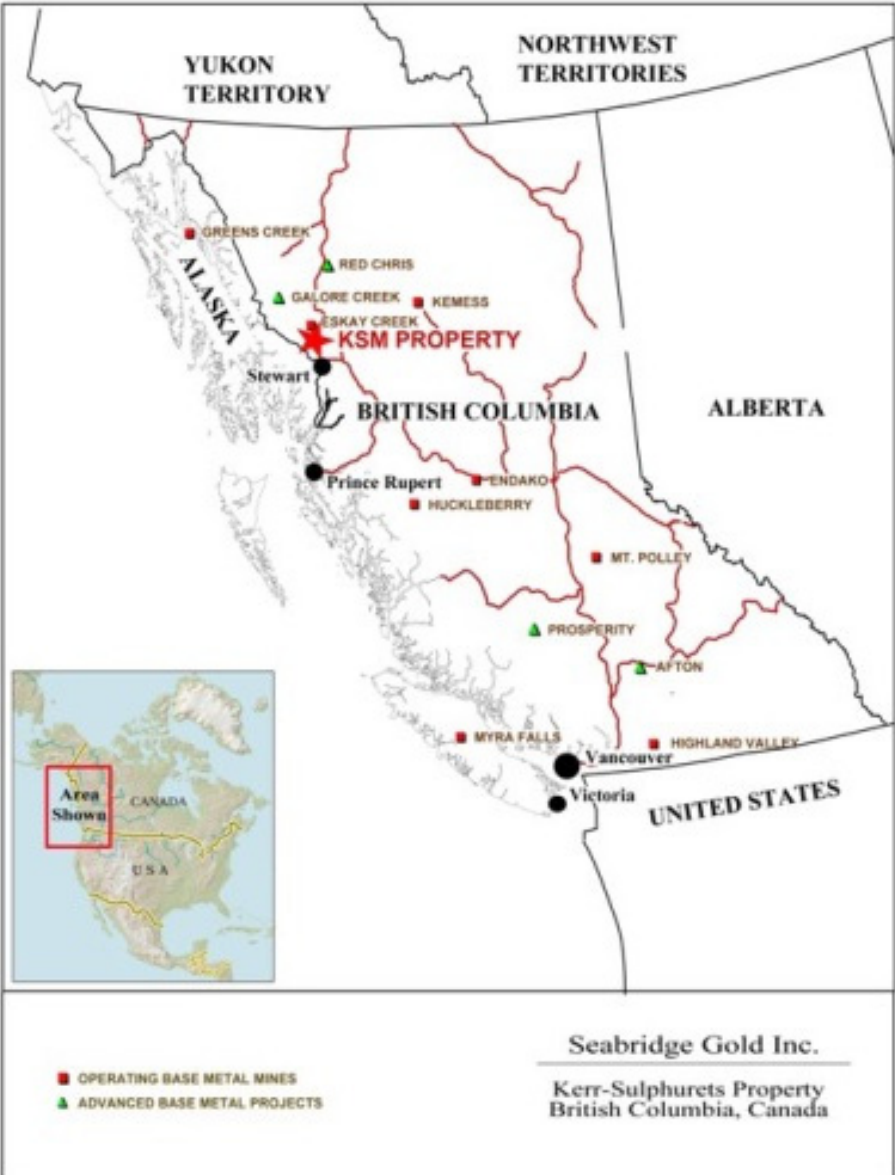 YUKON
TERRITORY
NORTHWEST
TERRITORIES
GREENS CREEK
RED CHRIS
ALASKA
GALORE CREEK
KEMESS
ESKAY CREEK
KSM PROPERTY
Stewart
BRITISH COLUMBIA
ALBERTA
Prince Rupert
ENDAKO
HUCKLEBERRY
MT. POLLEY
PROSPERITY
AFTON
MYRA FALLS
HIGHLAND VALLEY
Vancouver
Victoria
UNITED STATES
Area
Shown
CANADA
USA
OPERATING BASE METAL MINES
ADVANCED BASE METAL PROJECTS
Seabridge Gold Inc.
Kerr-Sulphurets Property
British Columbia, Canada